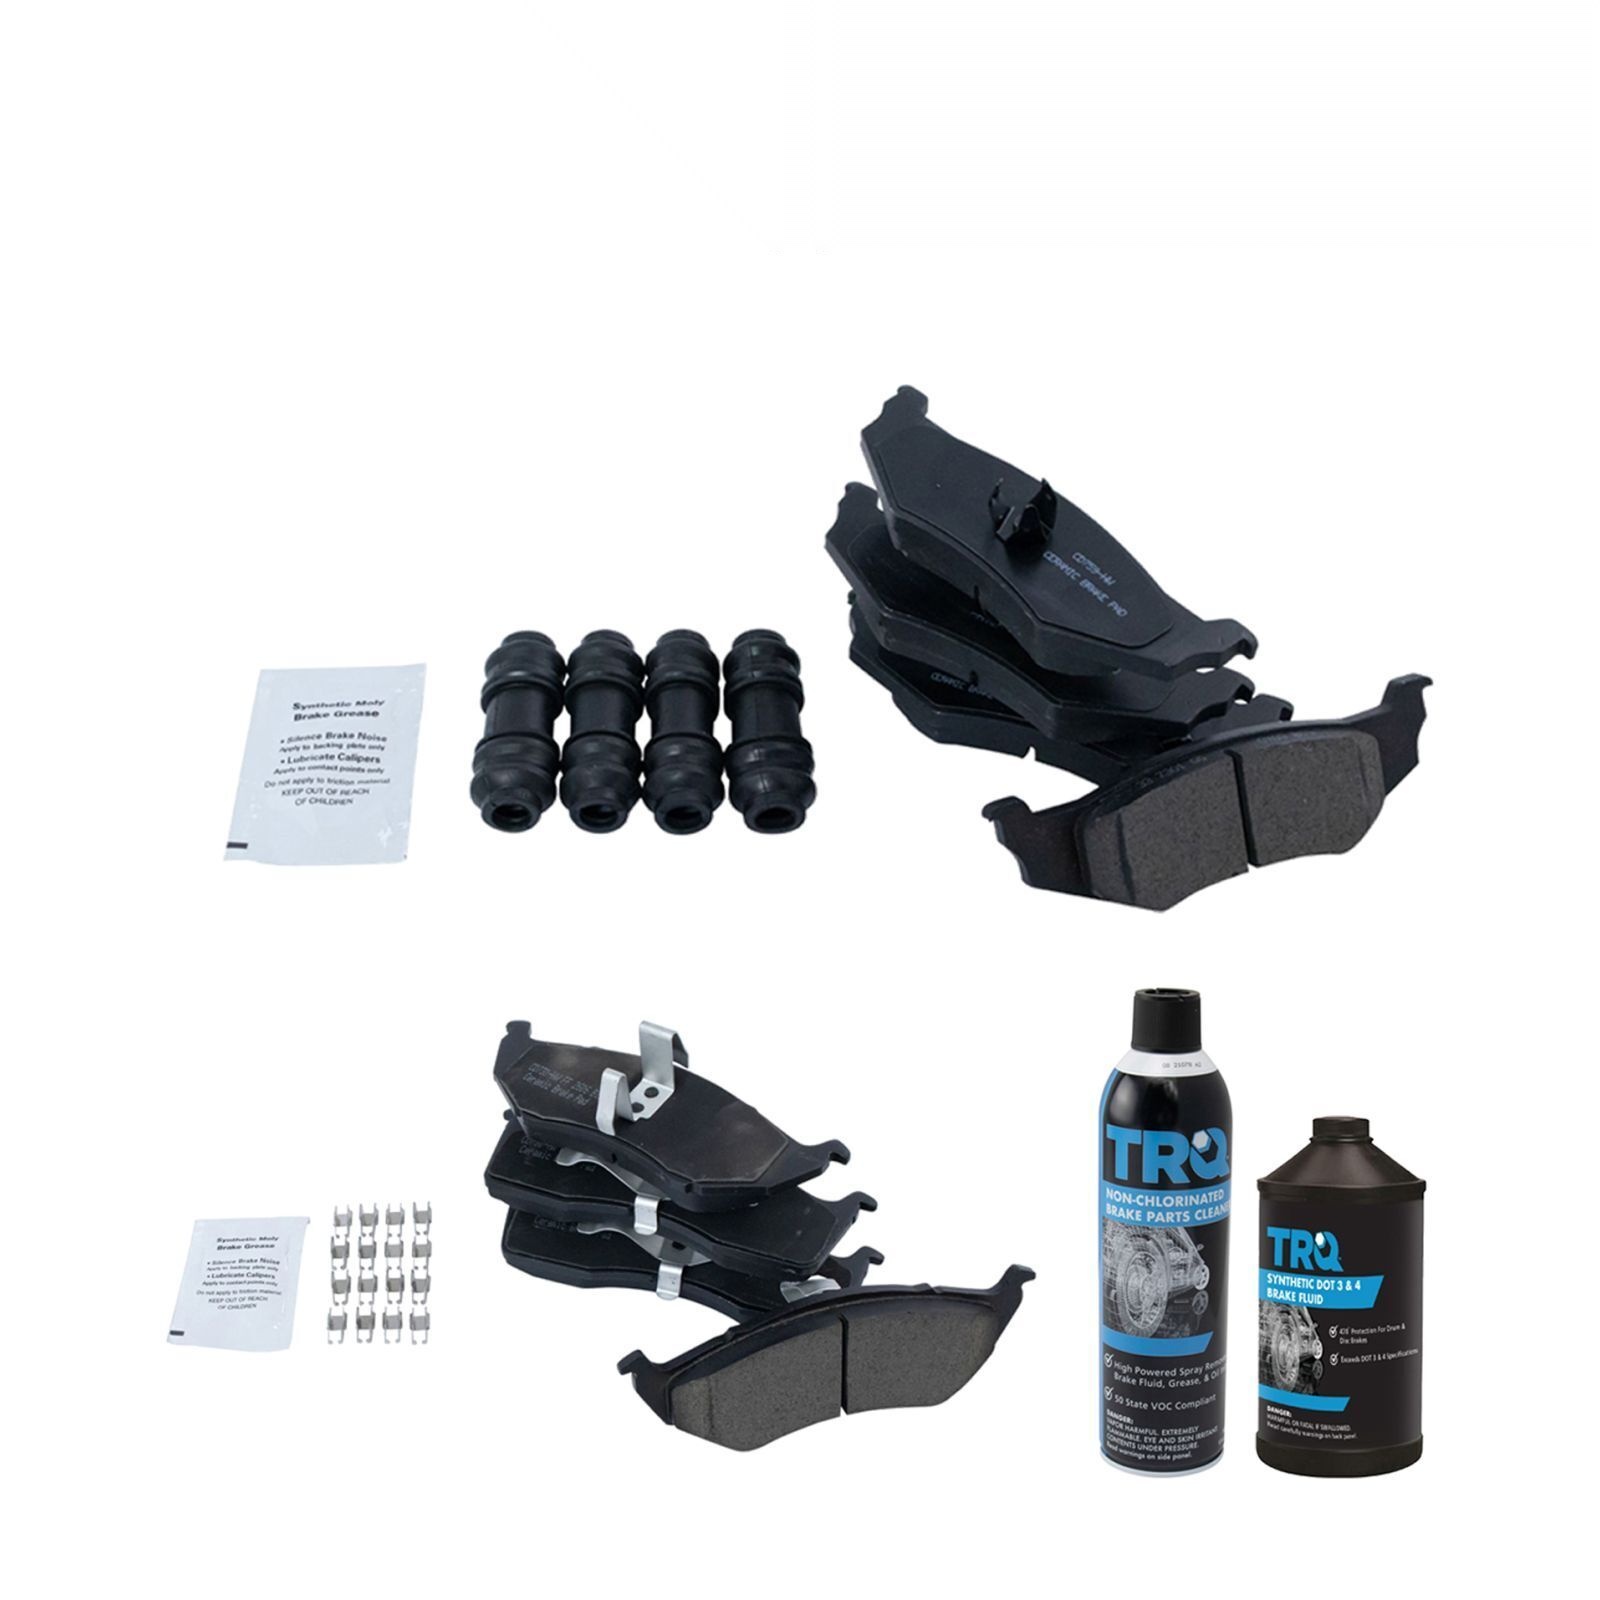 CD759-HW
CERAMIC BRAKE PAD
CERAMIC BRAKE
Synthetic Moly
Brake Grease
• Silence Brake Noise
Apply to backing plate only
• Lubricate Calipers
Apply to contact points only
Do not apply to friction material
KEEP OUT OF REACH
OF CHILDREN
Ceramic Brake Pad
Ceramic
Ceramic
Synthetic Moly
Brake Grease
• Silence Brake Noise
Apply to backing plate only
• Lubricate Calipers
Apply to contact points only
Do not apply to friction material
KEEP OUT OF REACH
OF CHILDREN
TRQ
NON-CHLORINATED
BRAKE PARTS CLEANE
High Powered Spray Remov
Brake Fluid, Grease, & Oil
50 State VOC Compliant
DANGER:
VAPOR HARMFUL. EXTREMELY
FLAMMABLE. EYE AND SKIN IRRITANT
CONTENTS UNDER PRESSURE.
Read warnings on side panel.
TRQ
SYNTHETIC DOT 3 & 4
BRAKE FLUID
Protection For Drum &
Disc Brakes
Exceeds DOT 3 & 4 Specifications
DANGER:
HARMFUL OR FATAL IF SWALLOWED.
Read carefully warnings on back panel.